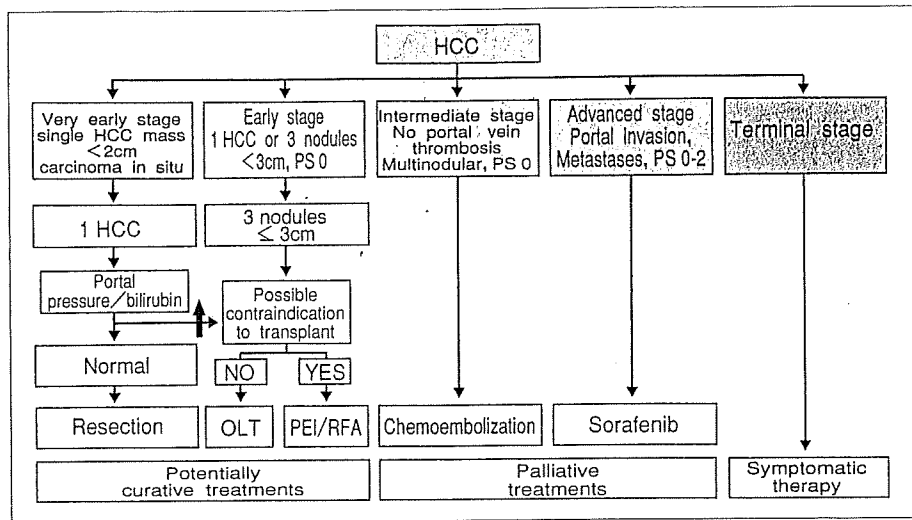 HCC
Very early stage
single HCC mass
<2cm
carcinoma in situ
Early stage
1 HCC or 3 nodules
<3cm, PS 0
Intermediate stage
No portal vein
thrombosis
Multinodular, PS 0
Advanced stage
Portal Invasion,
Metastases, PS 0-2
Terminal stage
1 HCC
3 nodules
≤ 3cm
Portal
pressure/bilirubin
Possible
contraindication
to transplant
Normal
NO
YES
Resection
OLT
PEI/RFA
Chemoembolization
Sorafenib
Potentially
curative treatments
Palliative
treatments
Symptomatic
therapy